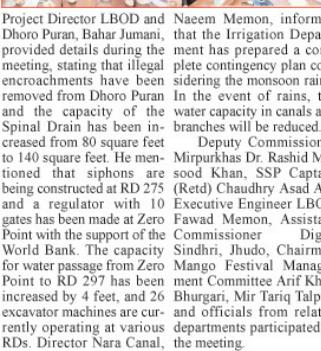 Project Director LBOD and
Dhoro Puran, Bahar Jumani,
provided details during the
meeting, stating that illegal
encroachments have been
removed from Dhoro Puran
and the capacity of the
Spinal Drain has been in-
creased from 80 square feet
to 140 square feet. He men-
tioned that siphons are
being constructed at RD 275
and a regulator with 10
gates has been made at Zero
Point with the support of the
World Bank. The capacity
for water passage from Zero
Point to RD 297 has been
increased by 4 feet, and 26
excavator machines are cur-
rently operating at various
RDs. Director Nara Canal,
Naeem Memon, inform
that the Irrigation Depa
ment has prepared a co
plete contingency plan co
sidering the monsoon rai
In the event of rains, t
water capacity in canals a
branches will be reduced.
Deputy Commission
Mirpurkhas Dr. Rashid M
sood Khan, SSP Capta
(Retd) Chaudhry Asad A
Executive Engineer LBO
Fawad Memon, Assista
Commissioner Dig
Sindhri, Jhudo, Chairm
Mango Festival Manag
ment Committee Arif Kh
Bhurgari, Mir Tariq Talp
and officials from relat
departments participated
the meeting.